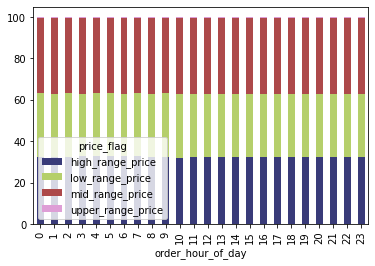 100
80
60
40
20
0
price_flag
high_range_price
low_range_price
mid_range_price
upper_range_price
0 1 2 3 4 5 6 7 8 9 10 11 12 13 14 15 16 17 18 19 20 21 22 23
order_hour_of_day